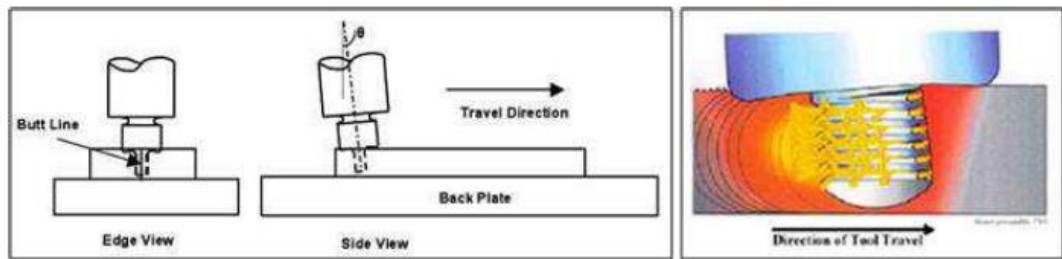 θ
Travel Direction
Butt Line
Back Plate
Edge View
Side View
Direction of Tool Travel